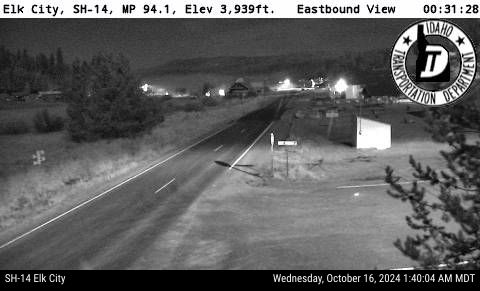 Elk City, SH-14, MP 94.1, Elev 3,939ft. Eastbound View 00:31:28
IDAHO
TRANSPORTATION DEPARTMENT
SH-14 Elk City Wednesday, October 16, 2024 1:40:04 AM MDT